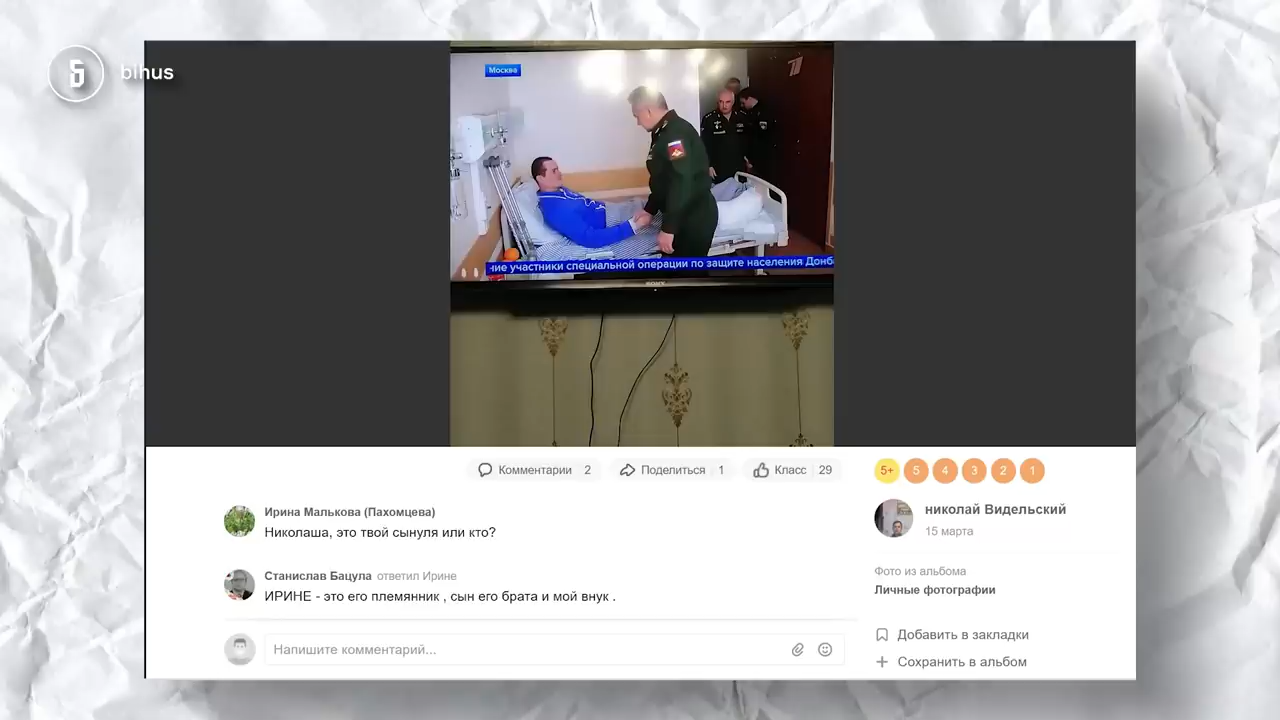 bihus
Москва
ние участники специальной операции по защите населения Донб
Комментарии 2
Поделиться 1
Класс 29
5+ 5 4 3 2 1
Ирина Малькова (Пахомцева)
Николаша, это твой сынуля или кто?
Станислав Бацула ответил Ирине
ИРИНЕ - это его племянник , сын его брата и мой внук .
Напишите комментарий...
николай Видельский
15 марта
Фото из альбома
Личные фотографии
Добавить в закладки
Сохранить в альбом